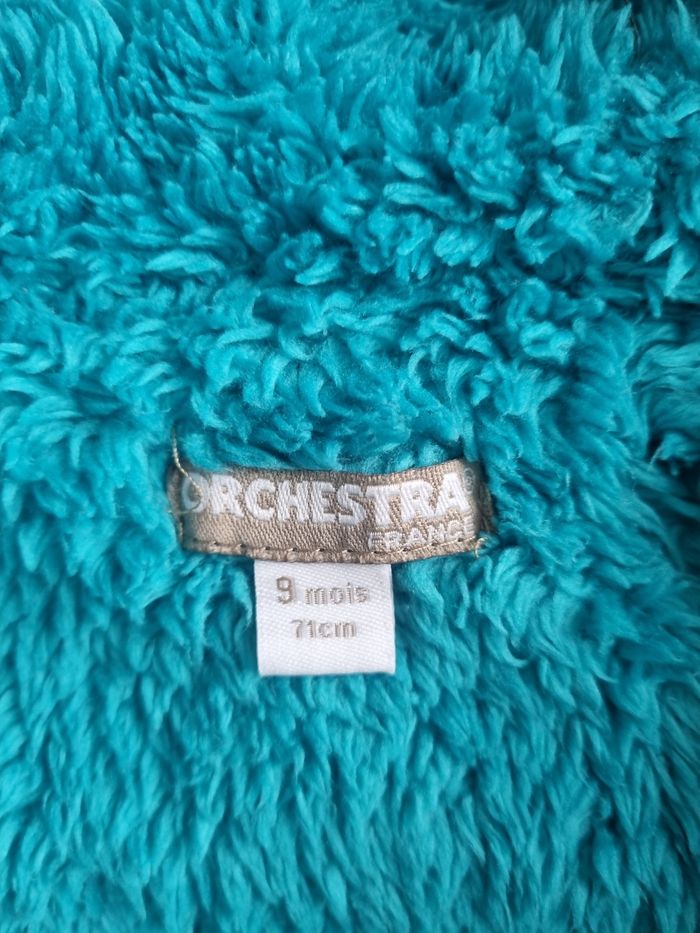 ORCHESTRA®
FRANCE
9 mois
71cm